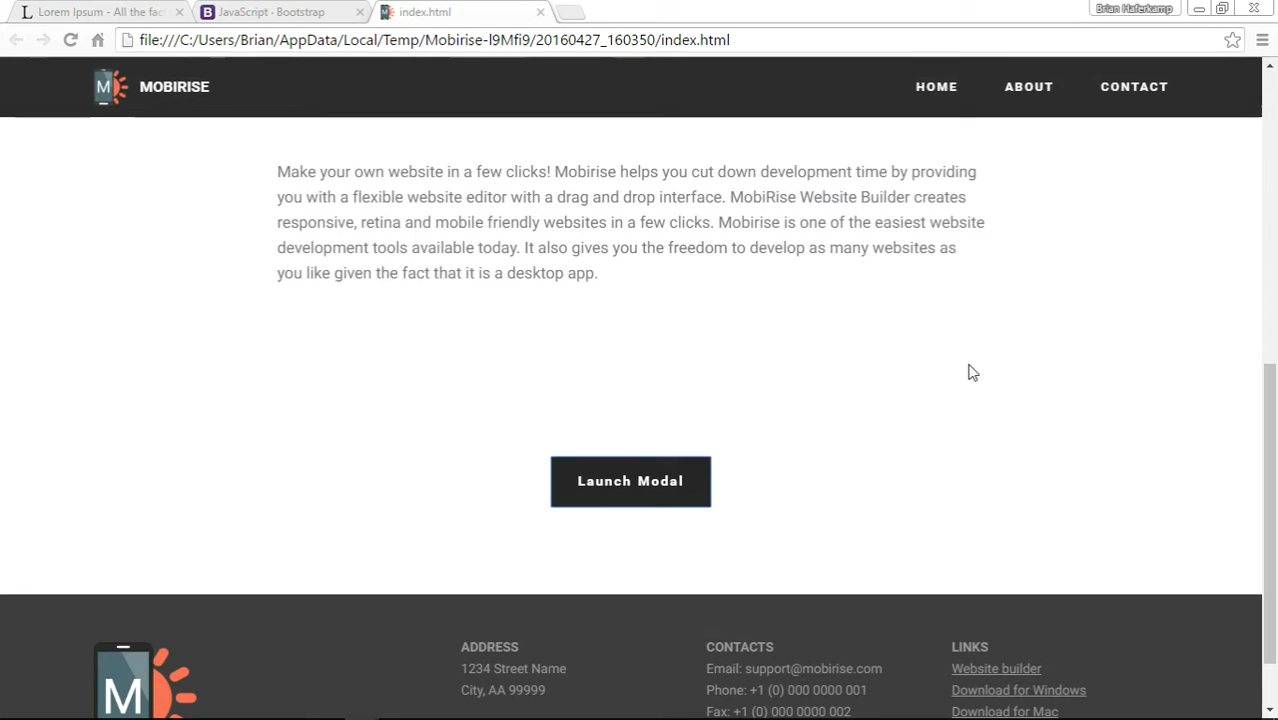 Lorem Ipsum - All the fac
JavaScript · Bootstrap
index.html
Brian Haferkamp
file:///C:/Users/Brian/AppData/Local/Temp/Mobirise-l9Mfi9/20160427_160350/index.html
M
MOBIRISE
HOME
ABOUT
CONTACT
Make your own website in a few clicks! Mobirise helps you cut down development time by providing
you with a flexible website editor with a drag and drop interface. MobiRise Website Builder creates
responsive, retina and mobile friendly websites in a few clicks. Mobirise is one of the easiest website
development tools available today. It also gives you the freedom to develop as many websites as
you like given the fact that it is a desktop app.
Launch Modal
M
ADDRESS
1234 Street Name
City, AA 99999
CONTACTS
Email: support@mobirise.com
Phone: +1 (0) 000 0000 001
Fax: +1 (0) 000 0000 002
LINKS
Website builder
Download for Windows
Download for Mac